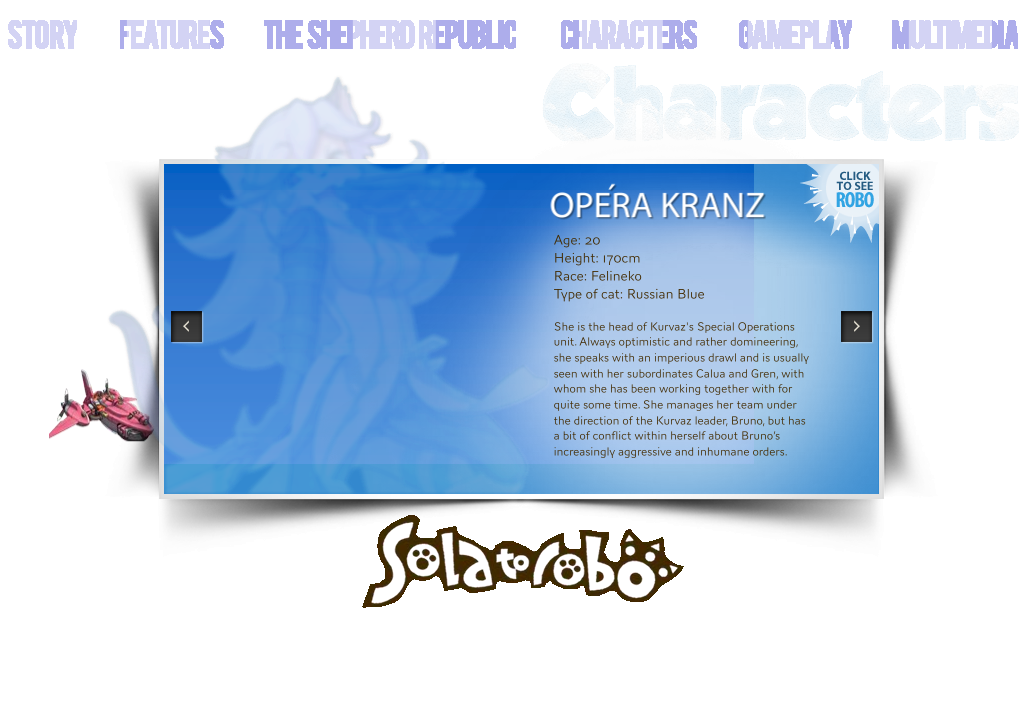 STORY FEATURES THE SHEPHERD REPUBLIC CHARACTERS GAMEPLAY MULTIMEDIA
Characters
CLICK
TO SEE
ROBO
OPÉRA KRANZ
Age: 20
Height: 170cm
Race: Felineko
Type of cat: Russian Blue
She is the head of Kurvaz's Special Operations
unit. Always optimistic and rather domineering,
she speaks with an imperious drawl and is usually
seen with her subordinates Calua and Gren, with
whom she has been working together with for
quite some time. She manages her team under
the direction of the Kurvaz leader, Bruno, but has
a bit of conflict within herself about Bruno's
increasingly aggressive and inhumane orders.
Solatorobo